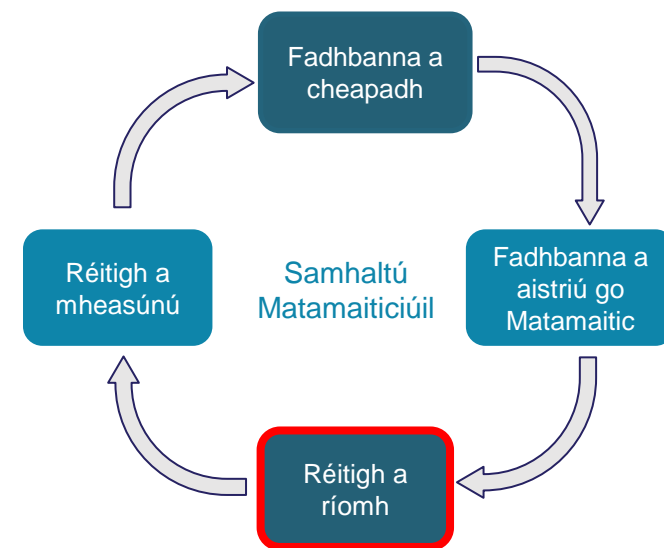 Fadhbanna a
cheapadh
Fadhbanna a
aistriú go
Matamaitic
Samhaltú
Matamaiticiúil
Réitigh a
mheasúnú
Réitigh a
ríomh